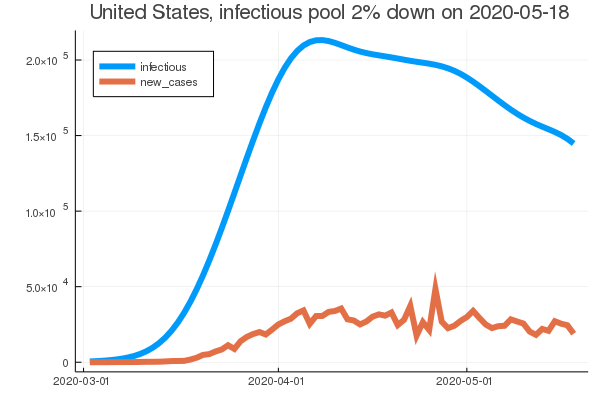 United States, infectious pool 2% down on 2020-05-18
infectious
new_cases
2.0×10 5
1.5×10 5
1.0×10 5
5.0×10 4
0
2020-03-01 2020-04-01 2020-05-01